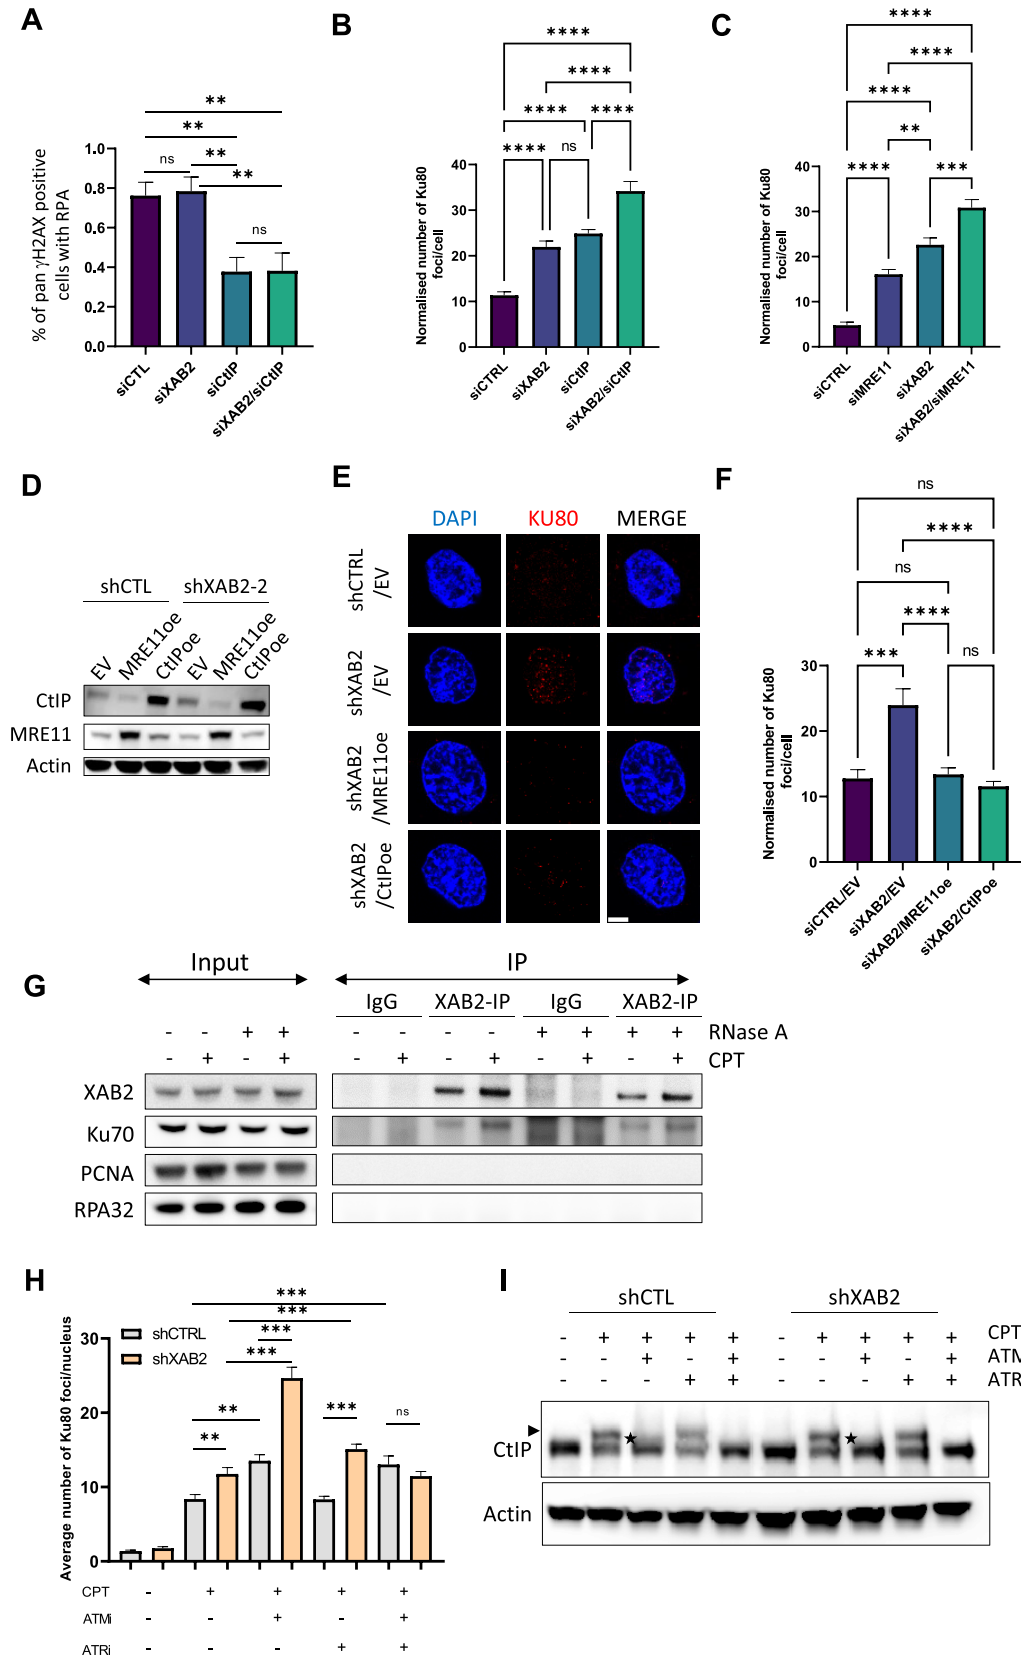 A
**
**
**
ns
**
ns
% of pan γH2AX positive
cells with RPA
1.0
0.8
0.6
0.4
0.2
0.0
siCTL
siXAB2
siCtIP
siXAB2/siCtIP
B
****
****
****
****
****
ns
Normalised number of Ku80
foci/cell
40
30
20
10
0
siCTRL
siXAB2
siCtIP
siXAB2/siCtIP
C
****
****
****
**
****
***
Normalised number of Ku80
foci/cell
40
30
20
10
0
siCTRL
siMRE11
siXAB2
siXAB2/siMRE11
D
shCTL
shXAB2-2
EV
MRE11oe
CtIPoe
EV
MRE11oe
CtIPoe
CtIP
MRE11
Actin
E
DAPI
KU80
MERGE
shCTRL
/EV
shXAB2
/EV
shXAB2
/MRE11oe
shXAB2
/CtIPoe
F
ns
****
ns
****
***
ns
Normalised number of Ku80
foci/cell
30
20
10
0
siCTRL/EV
siXAB2/EV
siXAB2/MRE11oe
siXAB2/CtIPoe
G
Input
IP
IgG
XAB2-IP
IgG
XAB2-IP
- - + + - - - - + + + + RNase A
- + - + - + - + - + - + CPT
XAB2
Ku70
PCNA
RPA32
H
***
***
***
***
**
**
***
ns
shCTRL
shXAB2
Average number of Ku80 foci/nucleus
30
20
10
0
CPT - + + + +
ATMi - - + - +
ATRi - - - + +
I
shCTL
shXAB2
- + + + + - + + + + CPT
- - + - + - - + - + ATM
- - - + + - - - + + ATR
CtIP
Actin